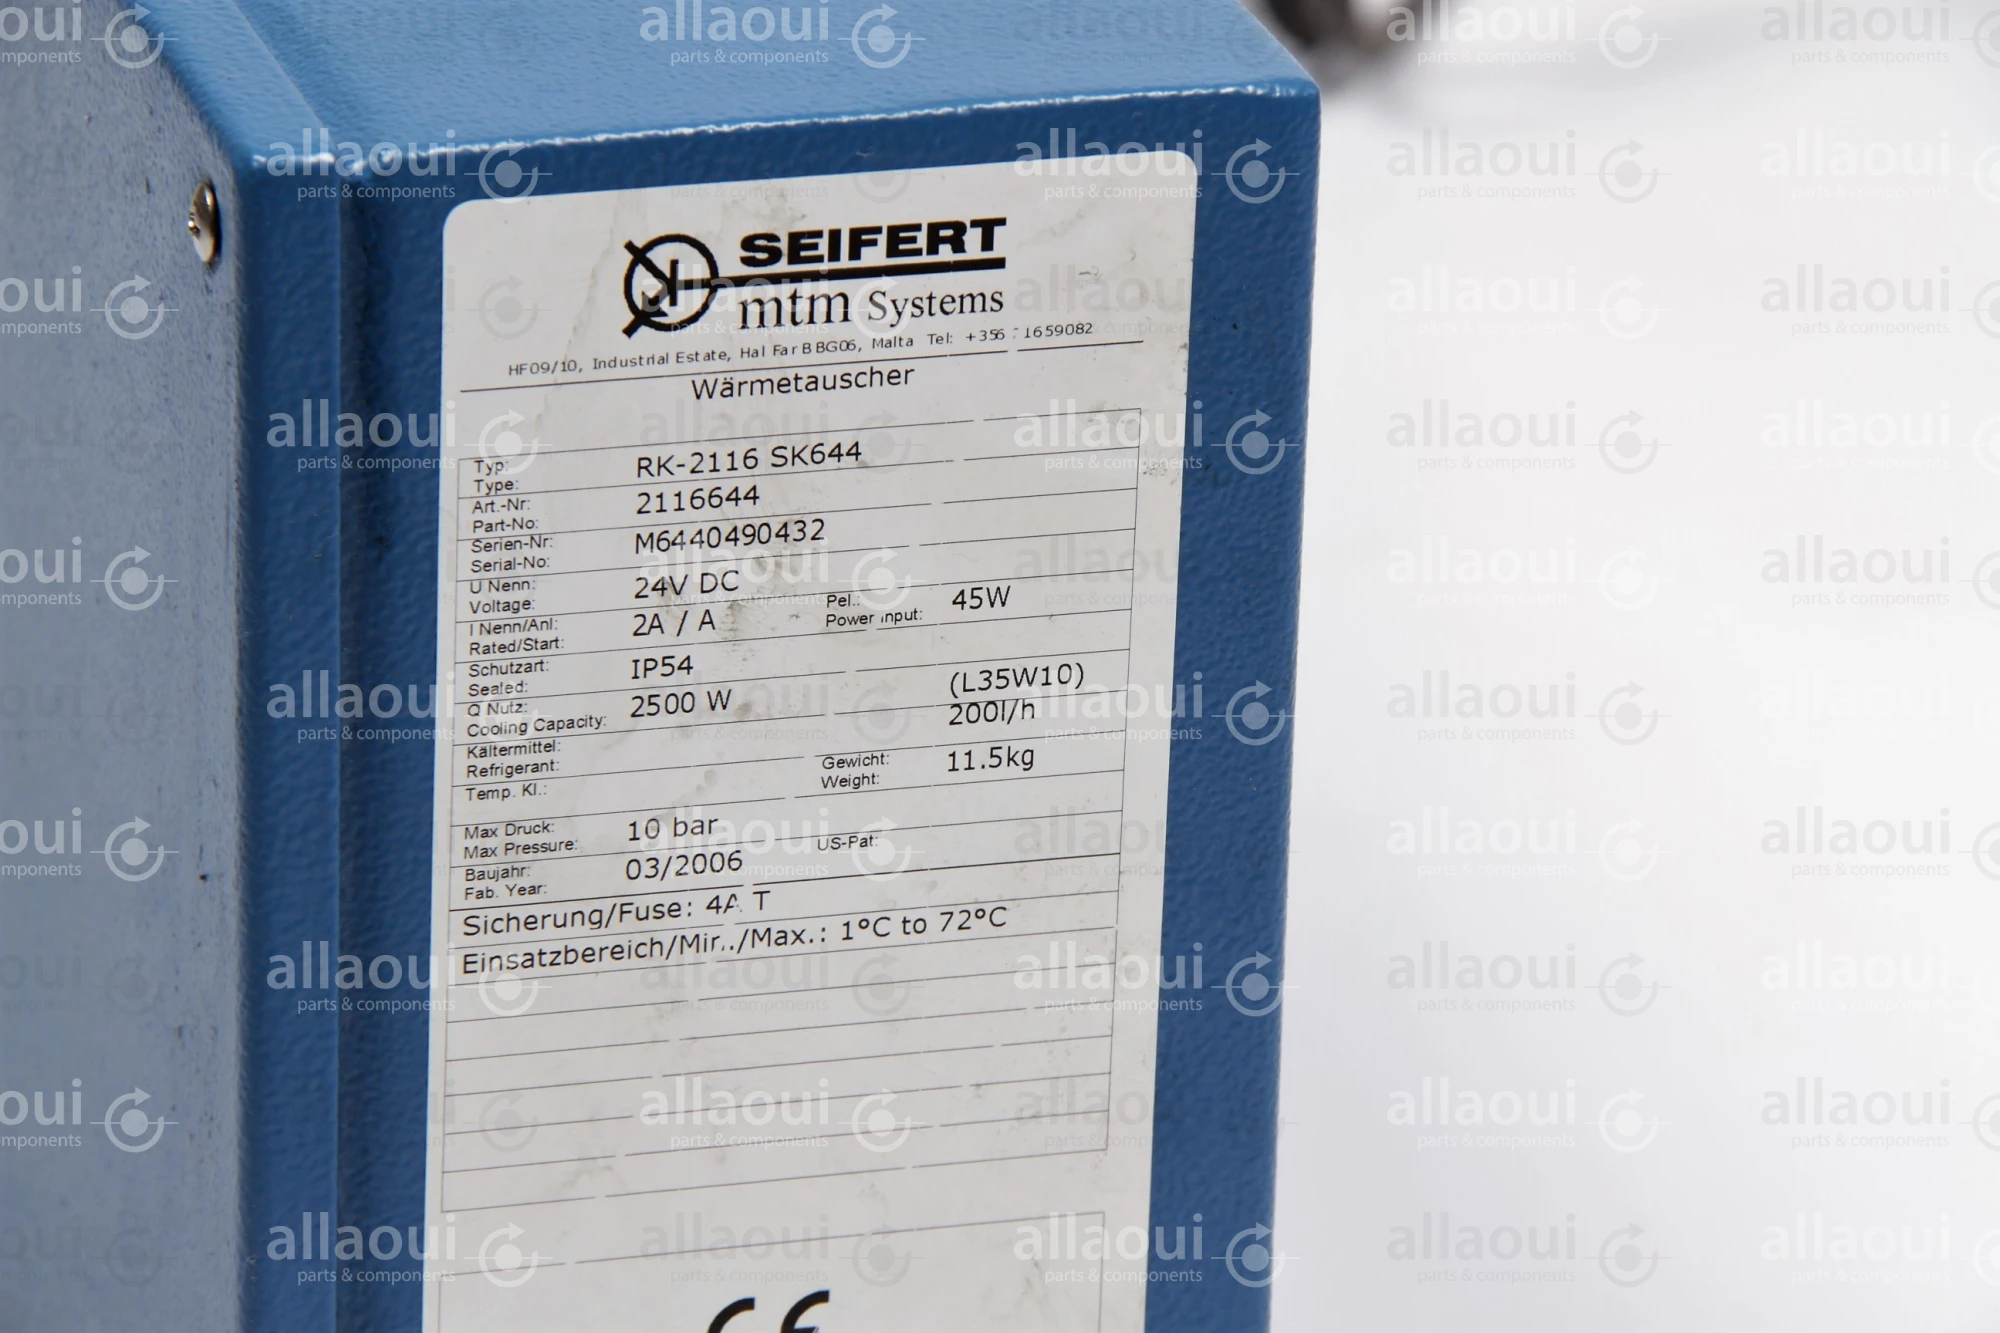 SEIFERT
mtm Systems
HF09/10, Industrial Estate, Hal Far BBG06, Malta Tel: +356 21659082
Wärmetauscher
Typ: RK-2116 SK644
Type:
Art.-Nr: 2116644
Part-No:
Serien-Nr: M6440490432
Serial-No:
U Nenn: 24V DC
Voltage:
I Nenn/Anl: 2A / A Pel.: 45W
Rated/Start: Power input:
Schutzart: IP54
Sealed:
Q Nutz: 2500 W (L35W10)
Cooling Capacity: 200l/h
Kältermittel:
Refrigerant:
Temp. Kl.: Gewicht: 11.5kg
Weight:
Max Druck: 10 bar
Max Pressure:
Baujahr: 03/2006 US-Pat:
Fab. Year:
Sicherung/Fuse: 4A T
Einsatzbereich/Min../Max.: 1°C to 72°C
CE
allaoui
parts & components